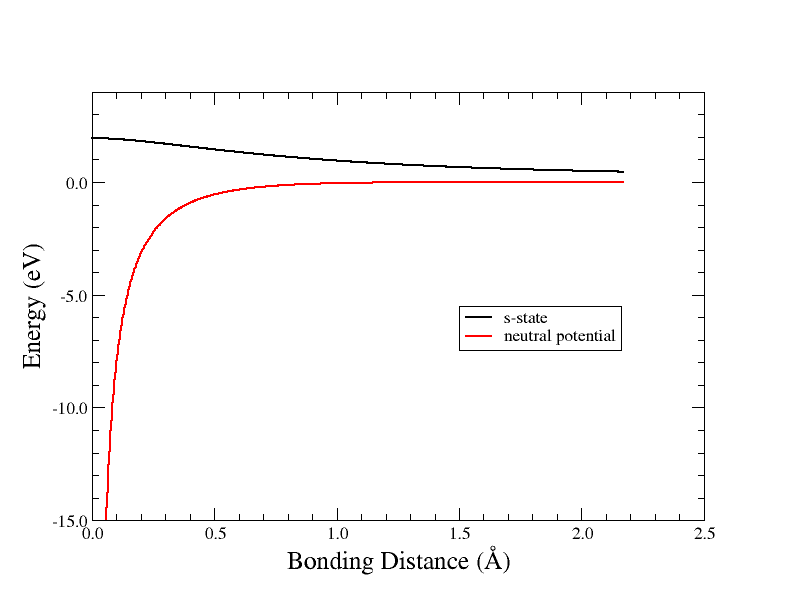 0.0
-5.0
-10.0
-15.0
Energy (eV)
s-state
neutral potential
0.0 0.5 1.0 1.5 2.0 2.5
Bonding Distance (Å)